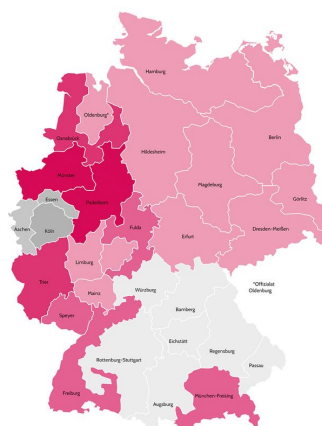 Hamburg
Oldenburg*
Osnabrück
Berlin
Hildesheim
Münster
Magdeburg
Essen
Paderborn
Görlitz
Aachen
Köln
Fulda
Dresden-Meißen
Erfurt
Limburg
Trier
*Offizialat
Oldenburg
Mainz
Würzburg
Bamberg
Speyer
Eichstätt
Regensburg
Rottenburg-Stuttgart
Passau
Freiburg
München-Freising
Augsburg